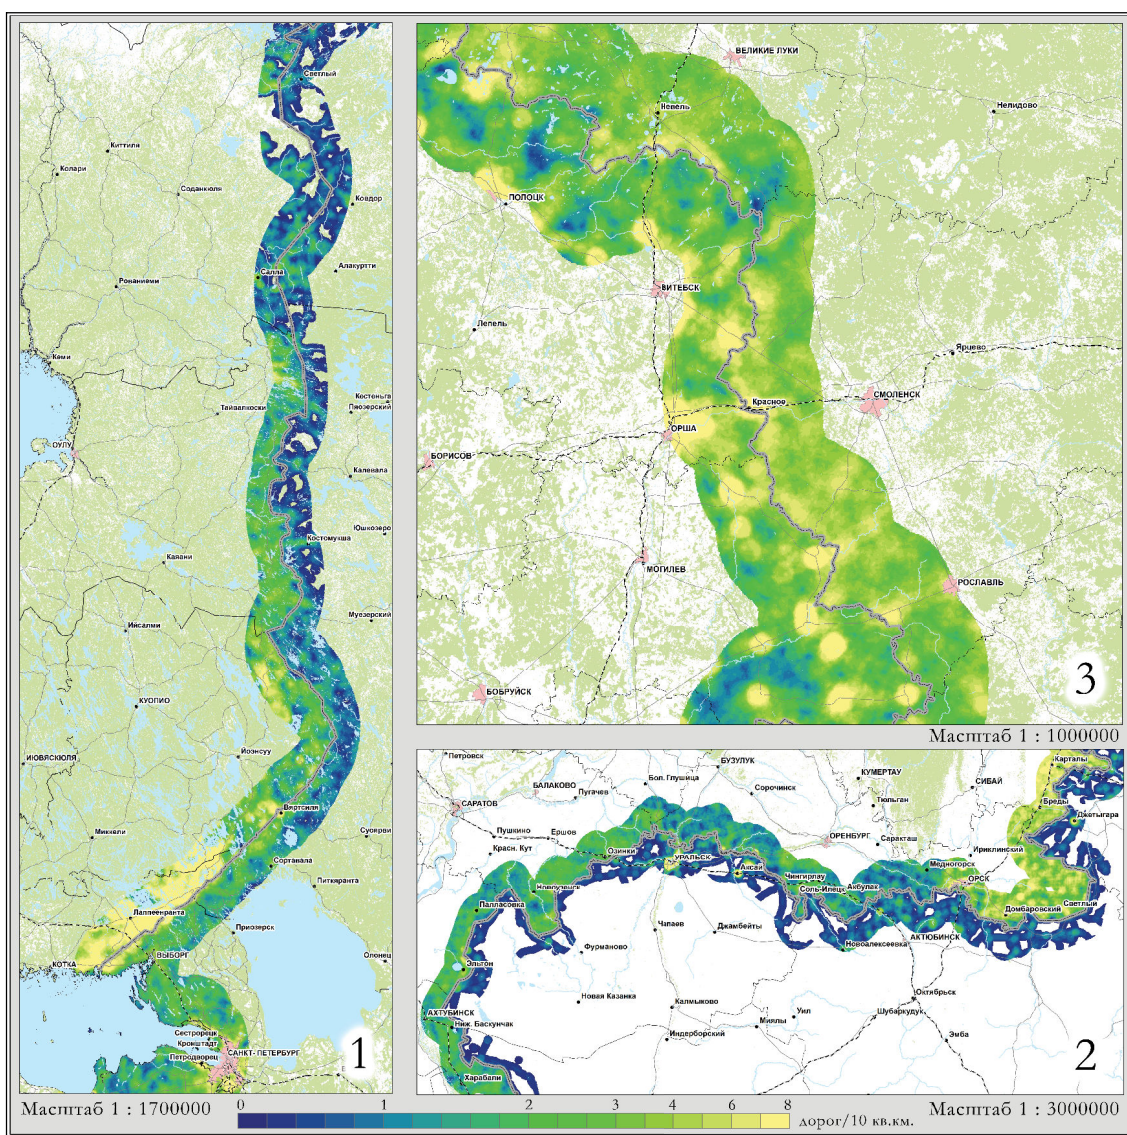 Светлый
Киттиля
Колари
Соданкюля
Ковдор
Салла
Алакуртти
Рованиеми
Кеми
Костеньга
Тайвалкоски
Пяозерский
ОУЛУ
Калевала
Юшкозеро
Костомукша
Каяани
Муезерский
Ийсалми
КУОПИО
Йоэнсуу
ИЮВЯСКЮЛЯ
Вяртсиля
Миккели
Суоярви
Сортавала
Питкяранта
Лаппеенранта
Приозерск
ВЫБОРГ
КОТКА
Олонец
Сестрорецк
Кронштадт
САНКТ- ПЕТЕРБУРГ
Петродворец
1
Масштаб 1 : 1700000
ВЕЛИКИЕ ЛУКИ
Невель
Нелидово
ПОЛОЦК
ВИТЕБСК
Лепель
Ярцево
СМОЛЕНСК
Красное
ОРША
БОРИСОВ
МОГИЛЕВ
РОСЛАВЛЬ
БОБРУЙСК
3
Масштаб 1 : 1000000
Петровск
БУЗУЛУК
КУМЕРТАУ
Карталы
Бол. Глушица
СИБАЙ
БАЛАКОВО
Пугачев
Сорочинск
Тюльган
САРАТОВ
Бреды
Джетыгара
Пушкино
Ершов
ОРЕНБУРГ
Саракташ
Красн. Кут
Озинки
Ириклинский
УРАЛЬСК
Медногорск
Аксай
Чингирлау
ОРСК
Новоузенск
Соль-Илецк
Акбулак
Светлый
Палласовка
Домбаровский
Чапаев
Джамбейты
АКТЮБИНСК
Фурманово
Новоалексеевка
Эльтон
Новая Казанка
Октябрьск
Калмыково
Уил
Шубаркудук
АХТУБИНСК
Ниж. Баскунчак
Миялы
Индерборский
Эмба
Харабали
2
0 1 2 3 4 6 8
дорог/10 кв.км.
Масштаб 1 : 3000000